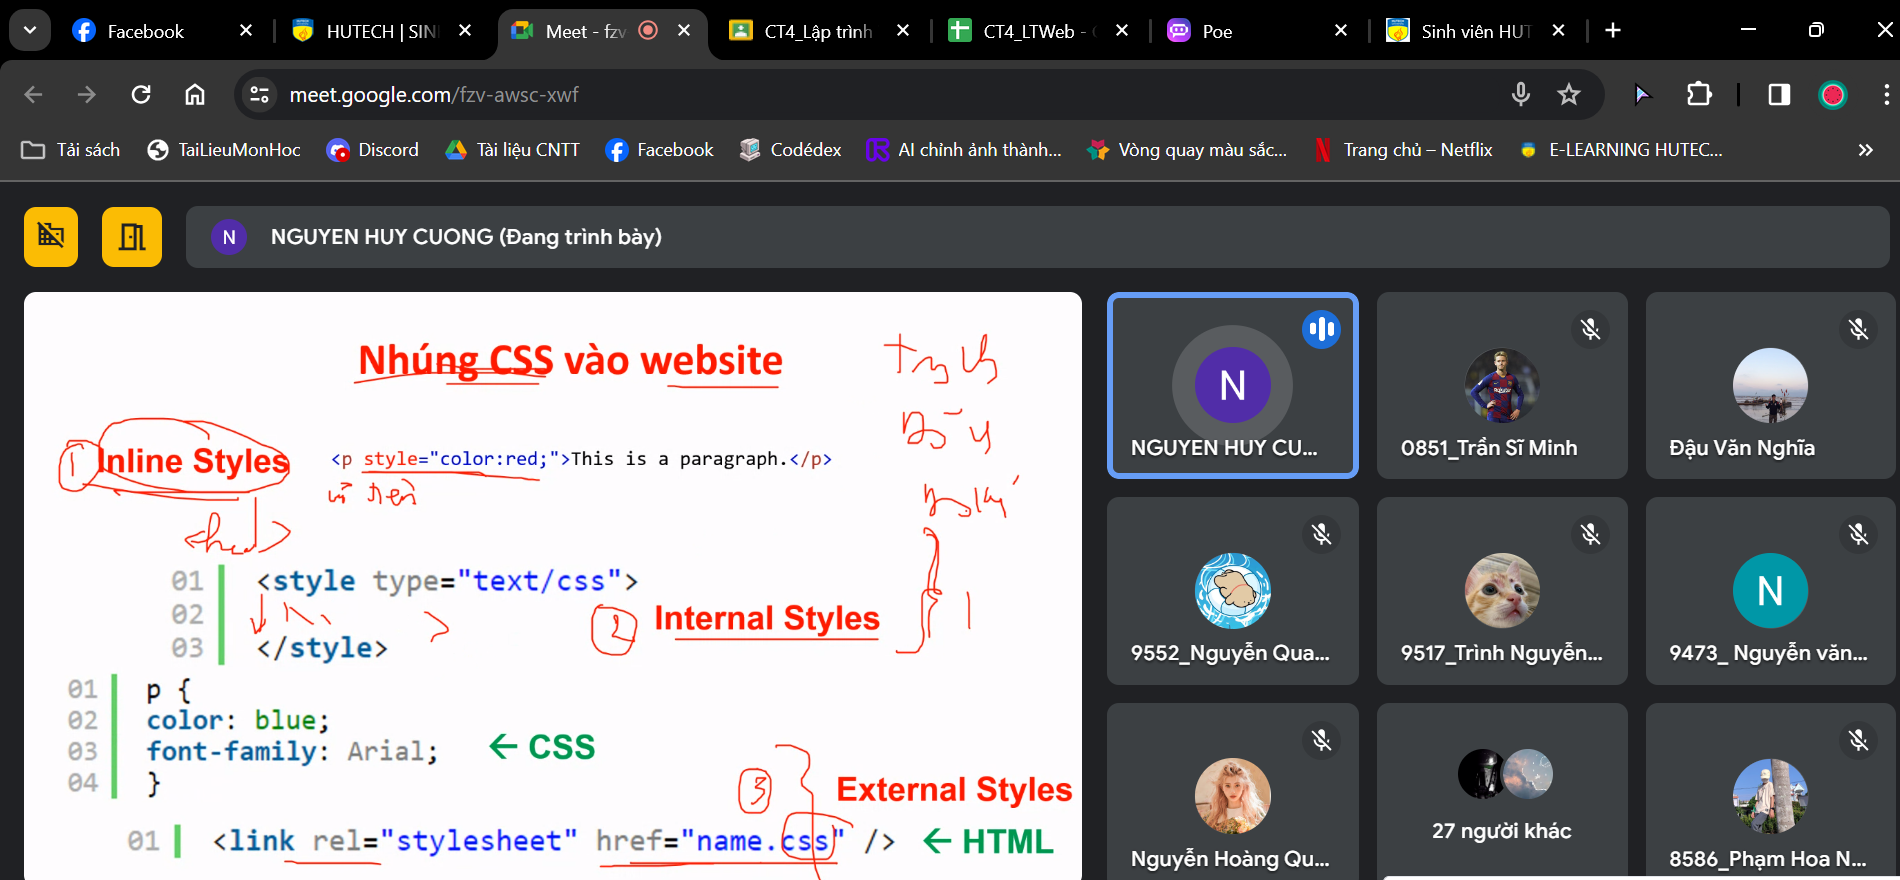 Facebook
HUTECH | SIN
Meet - fzv
CT4_Lập trình
CT4_LTWeb -
Poe
Sinh viên HUT
meet.google.com/fzv-awsc-xwf
Tải sách
TaiLieuMonHoc
Discord
Tài liệu CNTT
Facebook
Codédex
AI chỉnh ảnh thành...
Vòng quay màu sắc...
Trang chủ – Netflix
E-LEARNING HUTEC...
N
NGUYEN HUY CUONG (Đang trình bày)
Nhúng CSS vào website
1
Inline Styles
<p style="color:red;">This is a paragraph.</p>
01 <style type="text/css">
02
03 </style>
2
Internal Styles
01 p {
02 color: blue;
03 font-family: Arial;
04 }
← CSS
3
External Styles
01 <link rel="stylesheet" href="name.css" />
← HTML
N
NGUYEN HUY CU...
0851_Trần Sĩ Minh
Đậu Văn Nghĩa
9552_Nguyễn Qua...
9517_Trình Nguyễn...
N
9473_ Nguyễn văn...
Nguyễn Hoàng Qu...
27 người khác
8586_Phạm Hoa N...